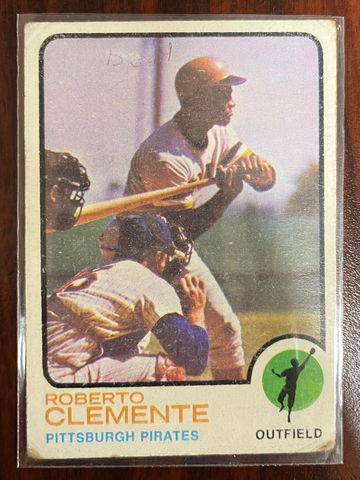 ROBERTO
CLEMENTE
PITTSBURGH PIRATES
OUTFIELD